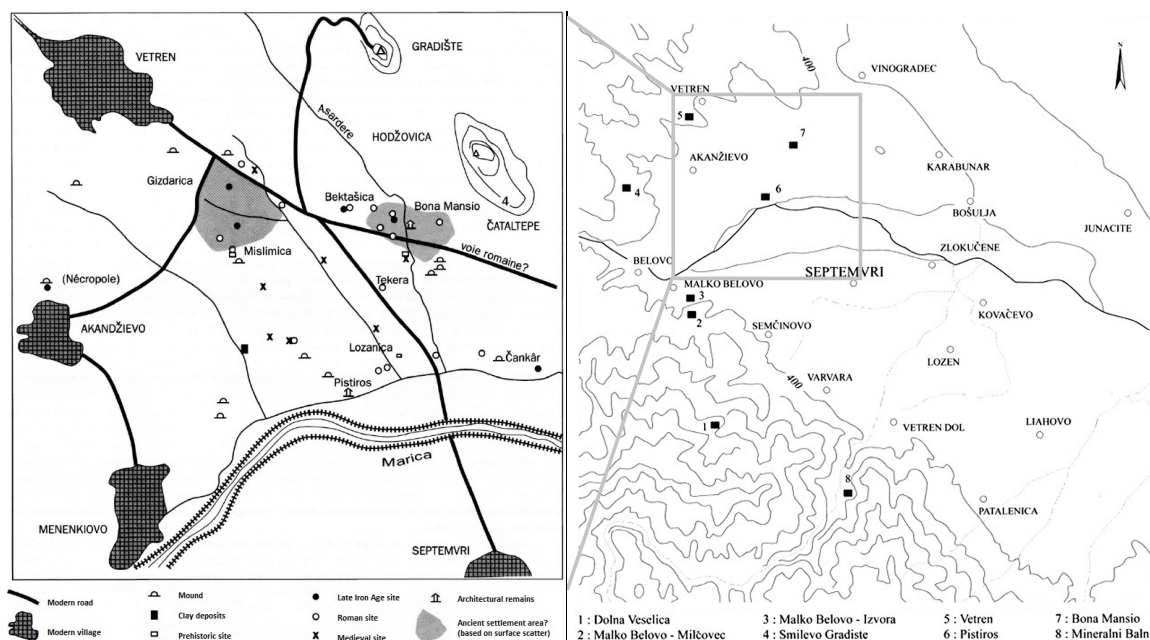 VETREN
GRADIŠTE
Asardere
HODŽOVICA
Gizdarica
Bektašica
Bona Mansio
4
ČATALTEPE
Mislimica
voie romaine?
(Nécropole)
Tekera
AKANDŽIEVO
Lozanica
Čankâr
Pistiros
Marica
MENENKIOVO
SEPTEMVRI
Modern road
Modern village
Mound
Clay deposits
Prehistoric site
Late Iron Age site
Roman site
Medieval site
Architectural remains
Ancient settlement area?
(based on surface scatter)
400
VINOGRADEC
N
VETREN
5
7
AKANŽIEVO
KARABUNAR
4
6
BOŠULJA
JUNACITE
ZLOKUČENE
BELOVO
SEPTEMVRI
MALKO BELOVO
3
2
KOVAČEVO
SEMČINOVO
LOZEN
400
VARVARA
1
VETREN DOL
LIAHOVO
8
PATALENICA
1 : Dolna Veselica
2 : Malko Belovo - Milčovec
3 : Malko Belovo - Izvora
4 : Smilevo Gradiste
5 : Vetren
6 : Pistiros
7 : Bona Mansio
8 : Mineralni Balni